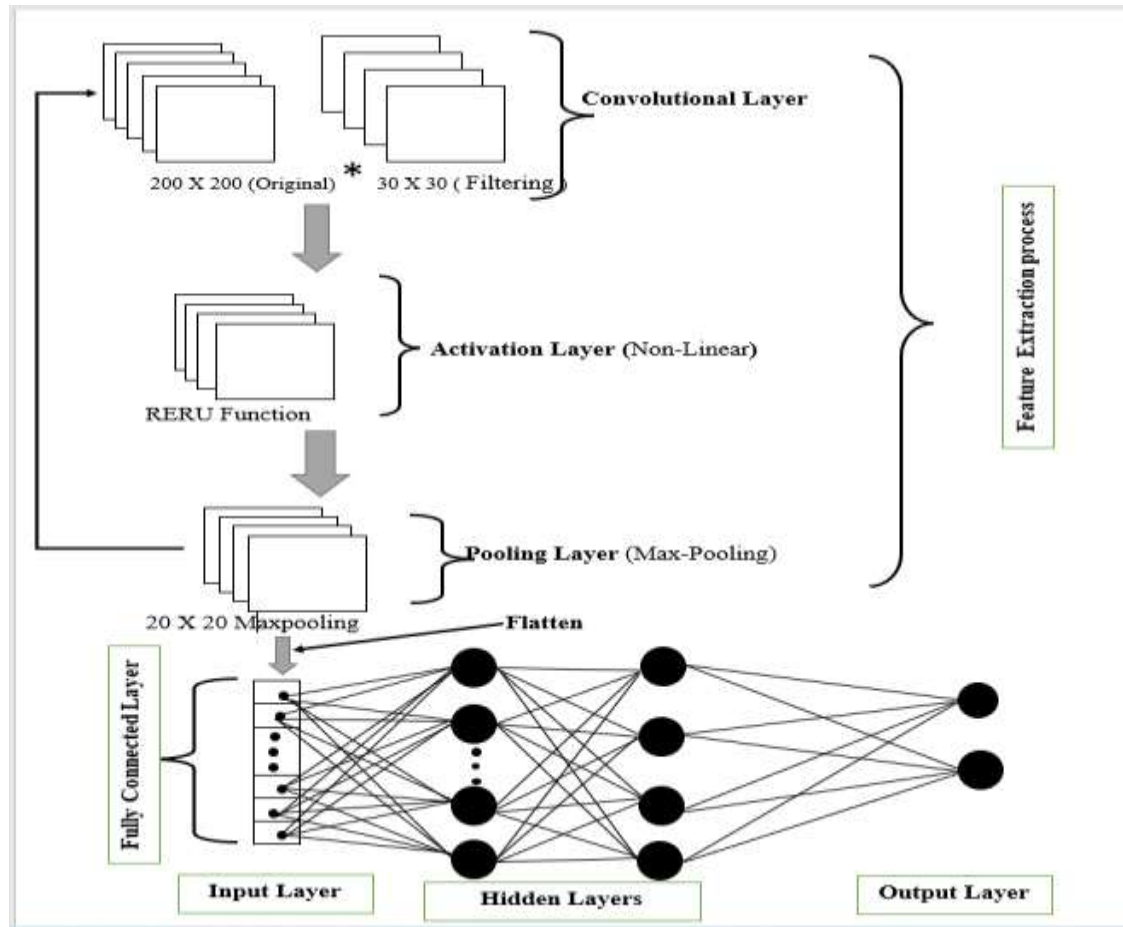 Convolutional Layer
*
200 X 200 (Original)
30 X 30 ( Filtering )
Feature Extraction process
Activation Layer (Non-Linear)
RERU Function
Pooling Layer (Max-Pooling)
20 X 20 Maxpooling
Flatten
Fully Connected Layer
Input Layer
Hidden Layers
Output Layer